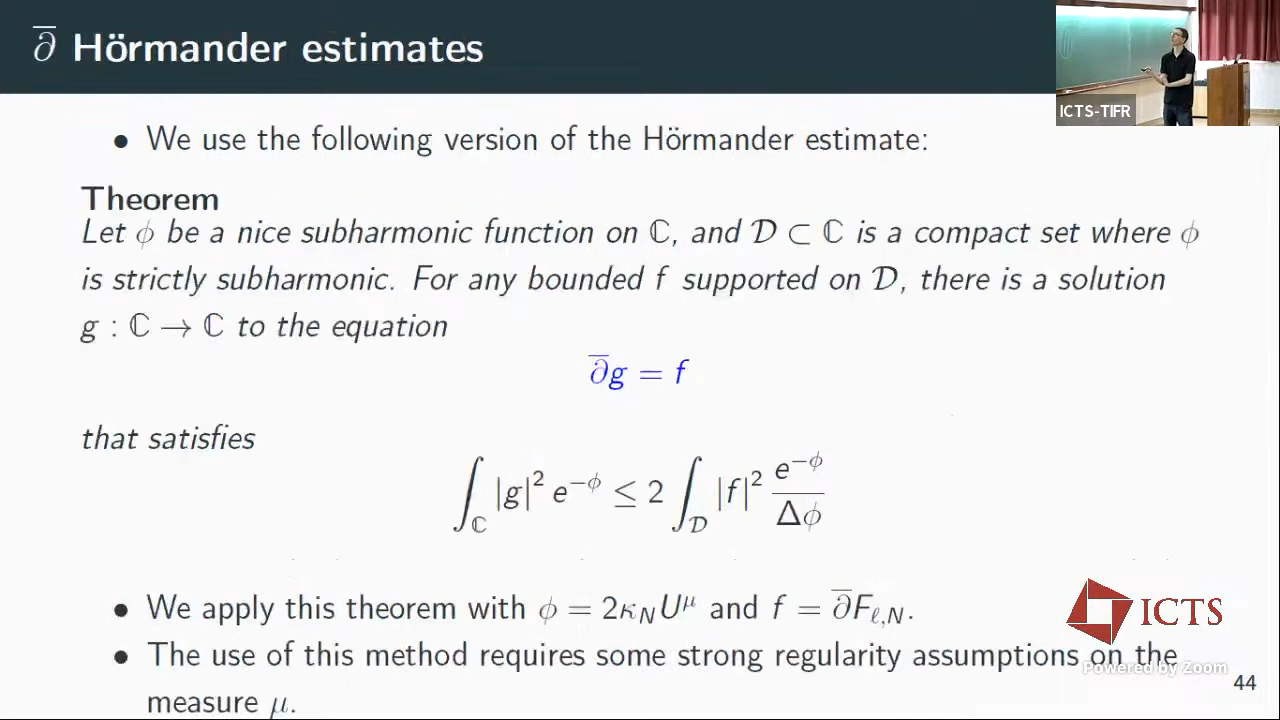 ∂̄ Hörmander estimates
ICTS-TIFR
• We use the following version of the Hörmander estimate:
Theorem
Let ϕ be a nice subharmonic function on ℂ, and 𝒟 ⊂ ℂ is a compact set where ϕ
is strictly subharmonic. For any bounded f supported on 𝒟, there is a solution
g : ℂ → ℂ to the equation
∂̄g = f
that satisfies
∫_ℂ |g|² e^{−ϕ} ≤ 2 ∫_𝒟 |f|² e^{−ϕ}/Δϕ
• We apply this theorem with ϕ = 2κ_N U^μ and f = ∂̄F_{ℓ,N}.
ICTS
• The use of this method requires some strong regularity assumptions on the
Powered by Zoom
measure μ.
44